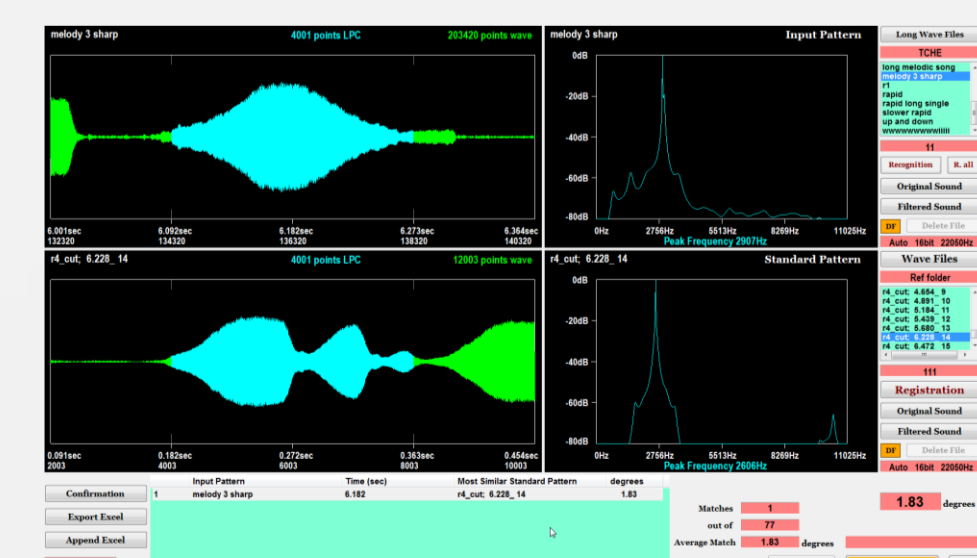 melody 3 sharp 4001 points LPC 203420 points wave
6.001sec 6.092sec 6.182sec 6.273sec 6.364sec
132320 134320 136320 138320 140320
melody 3 sharp Input Pattern
0dB
-20dB
-40dB
-60dB
-80dB
0Hz 2756Hz 5513Hz 8269Hz 11025Hz
Peak Frequency 2907Hz
Long Wave Files
TCHE
long melodic song
melody 3 sharp
r1
rapid
rapid long single
slower rapid
up and down
11
Recognition R. all
Original Sound
Filtered Sound
DF Delete File
Auto 16bit 22050Hz
r4_cut; 6.228_ 14 4001 points LPC 12003 points wave
0.091sec 0.182sec 0.272sec 0.363sec 0.454sec
2003 4003 6003 8003 10003
r4_cut; 6.228_ 14 Standard Pattern
0dB
-20dB
-40dB
-60dB
-80dB
0Hz 2756Hz 5513Hz 8269Hz 11025Hz
Peak Frequency 2606Hz
Wave Files
Ref folder
r4_cut; 4.654_ 9
r4_cut; 4.891_ 10
r4_cut; 5.184_ 11
r4_cut; 5.439_ 12
r4_cut; 5.680_ 13
r4_cut; 6.228_ 14
r4_cut; 6.472_ 15
111
Registration
Original Sound
Filtered Sound
DF Delete File
Auto 16bit 22050Hz
Confirmation
Export Excel
Append Excel
Input Pattern Time (sec) Most Similar Standard Pattern degrees
1 melody 3 sharp 6.182 r4_cut; 6.228_ 14 1.83
Matches 1
out of 77
Average Match 1.83 degrees
1.83 degrees